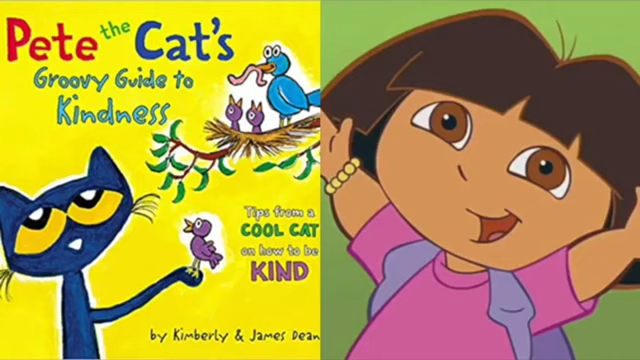 Pete the Cat's
Groovy Guide to
Kindness
Tips from a
COOL CAT
on how to be
KIND
by Kimberly & James Dean